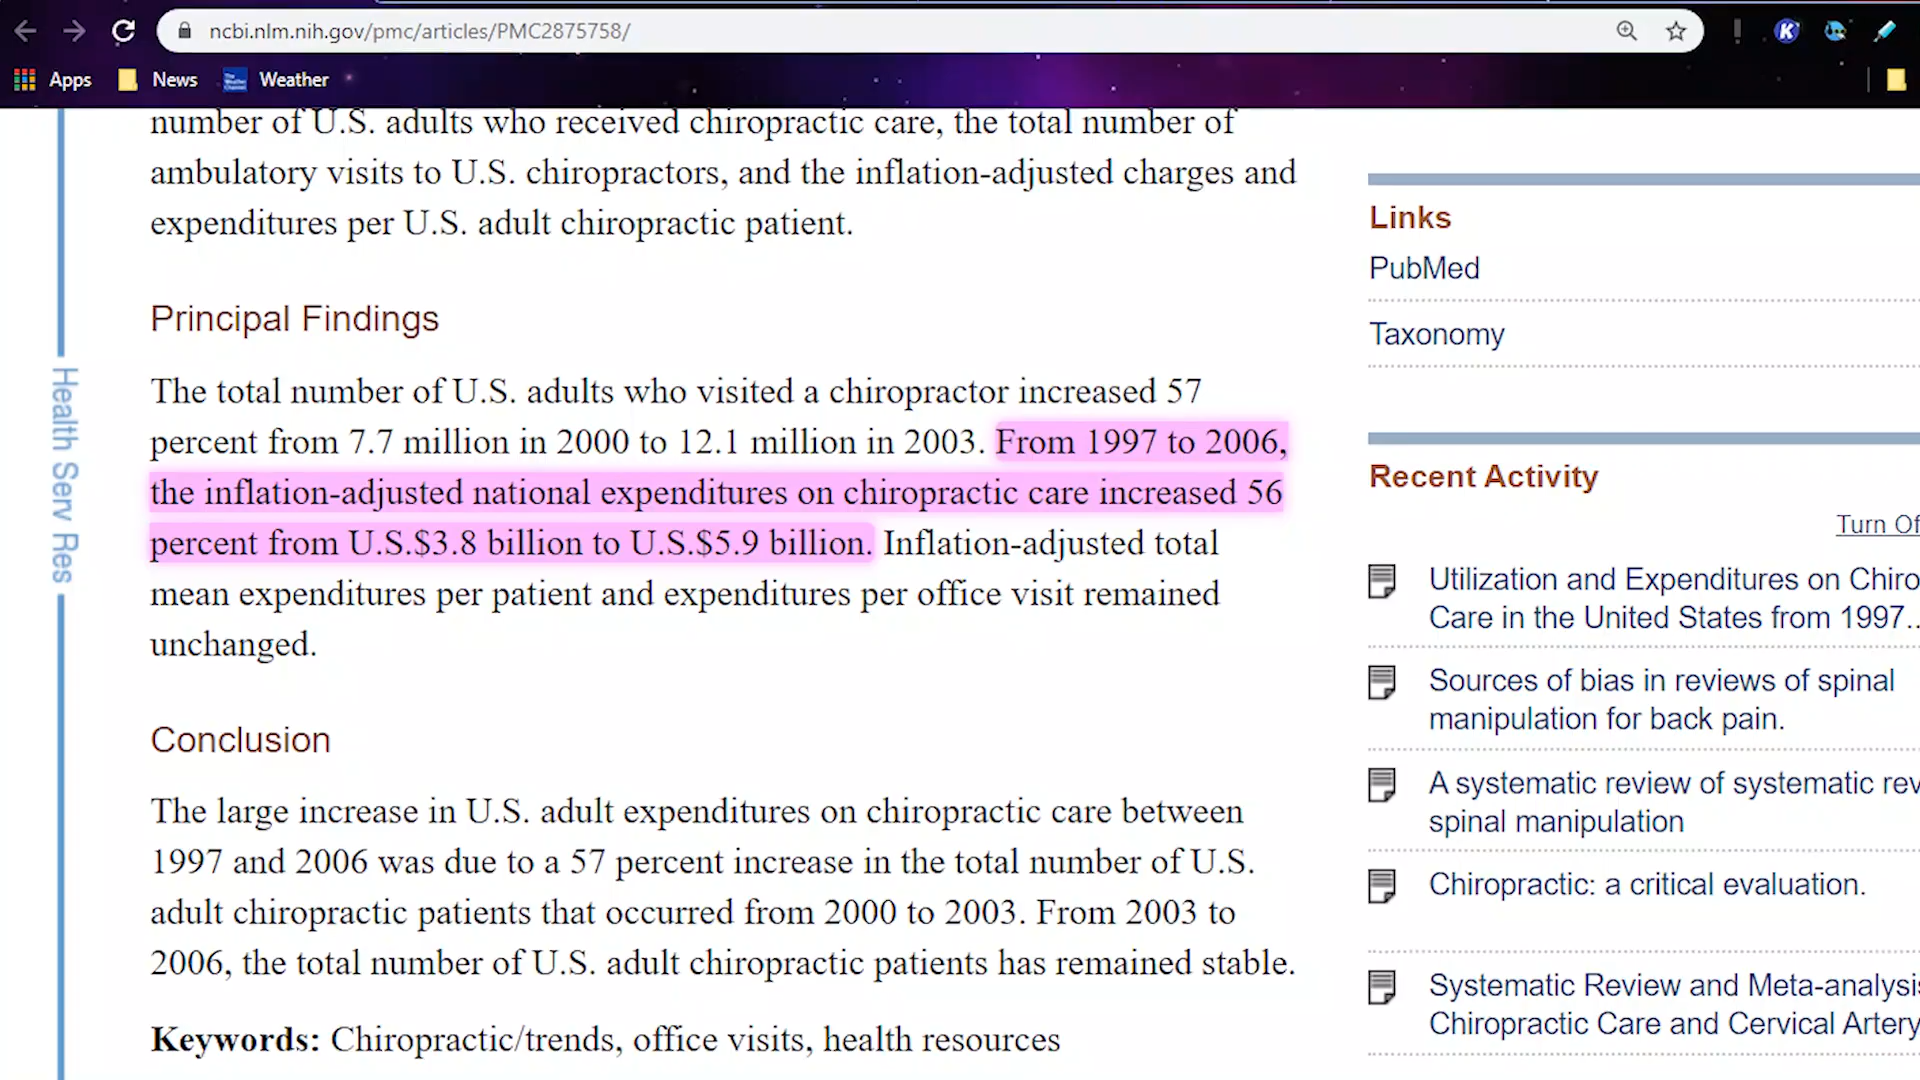 ncbi.nlm.nih.gov/pmc/articles/PMC2875758/
Apps
News
Weather
number of U.S. adults who received chiropractic care, the total number of
ambulatory visits to U.S. chiropractors, and the inflation-adjusted charges and
expenditures per U.S. adult chiropractic patient.
Principal Findings
The total number of U.S. adults who visited a chiropractor increased 57
percent from 7.7 million in 2000 to 12.1 million in 2003. From 1997 to 2006,
the inflation-adjusted national expenditures on chiropractic care increased 56
percent from U.S.$3.8 billion to U.S.$5.9 billion. Inflation-adjusted total
mean expenditures per patient and expenditures per office visit remained
unchanged.
Conclusion
The large increase in U.S. adult expenditures on chiropractic care between
1997 and 2006 was due to a 57 percent increase in the total number of U.S.
adult chiropractic patients that occurred from 2000 to 2003. From 2003 to
2006, the total number of U.S. adult chiropractic patients has remained stable.
Keywords: Chiropractic/trends, office visits, health resources
Health Serv Res
Links
PubMed
Taxonomy
Recent Activity
Turn Of
Utilization and Expenditures on Chiro
Care in the United States from 1997..
Sources of bias in reviews of spinal
manipulation for back pain.
A systematic review of systematic rev
spinal manipulation
Chiropractic: a critical evaluation.
Systematic Review and Meta-analysis
Chiropractic Care and Cervical Artery